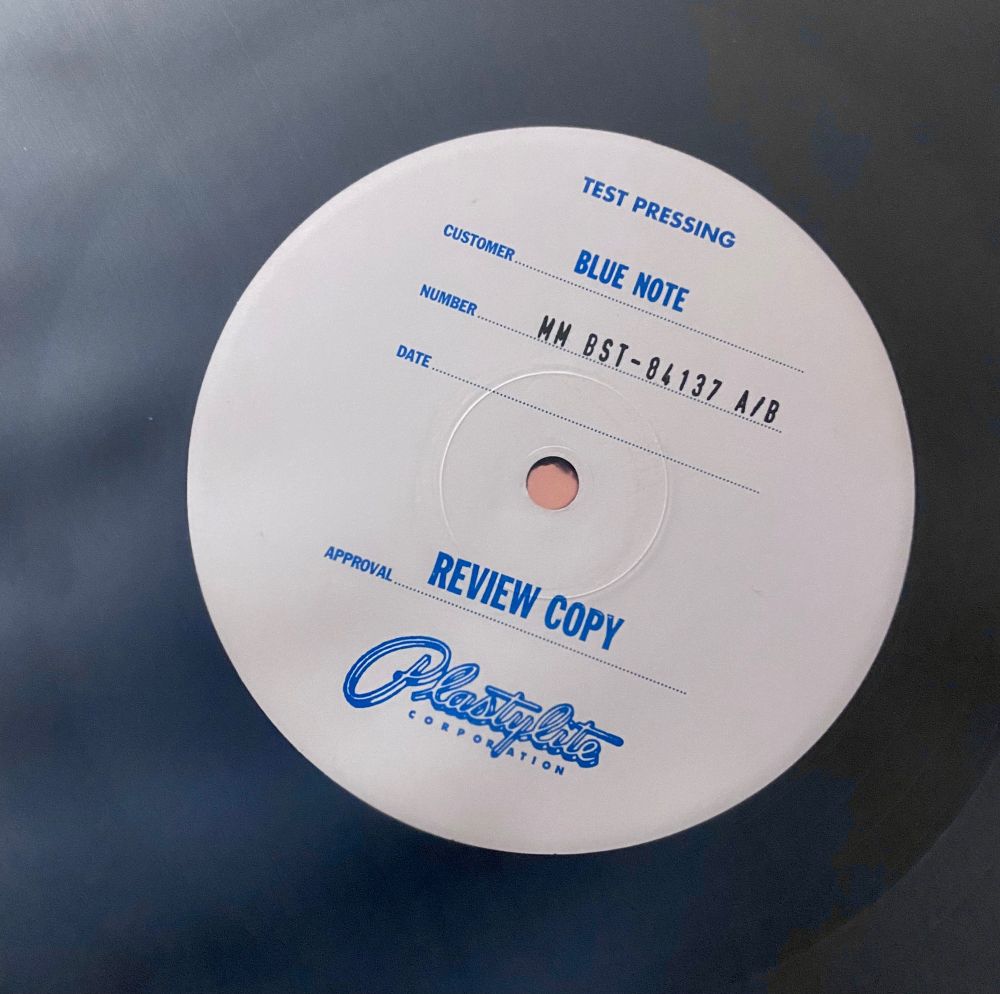 TEST PRESSING
CUSTOMER BLUE NOTE
NUMBER MM BST-84137 A/B
DATE
APPROVAL REVIEW COPY
Plastylite
CORPORATION